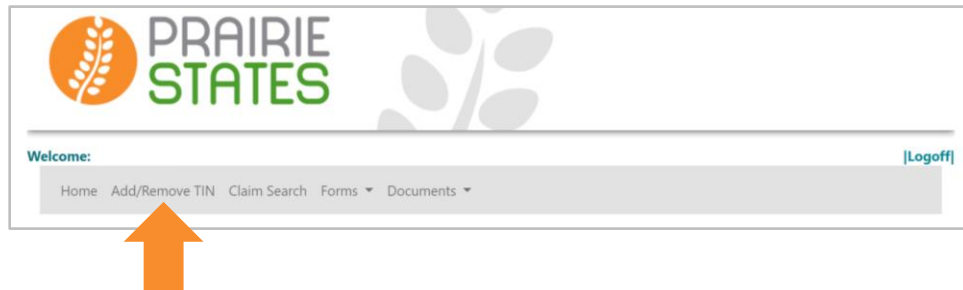 PRAIRIE
STATES
Welcome: |Logoff|
Home Add/Remove TIN Claim Search Forms Documents